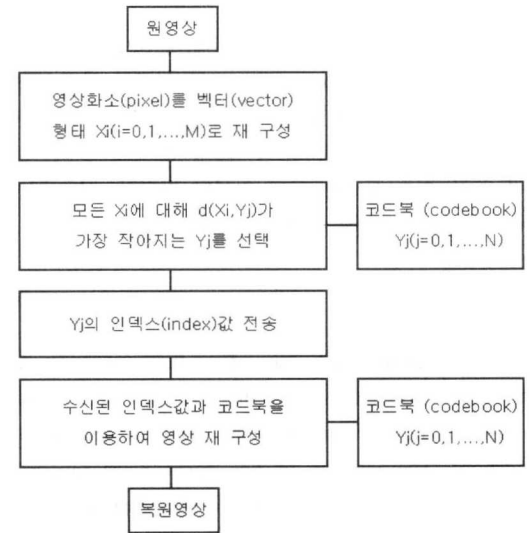 원영상
영상화소(pixel)를 벡터(vector)
형태 Xi(i=0,1,...,M)로 재 구성
모든 Xi에 대해 d(Xi,Yj)가
가장 작아지는 Yj를 선택
코드북 (codebook)
Yj(j=0,1,...,N)
Yj의 인덱스(index)값 전송
수신된 인덱스값과 코드북을
이용하여 영상 재 구성
코드북 (codebook)
Yj(j=0,1,...,N)
복원영상